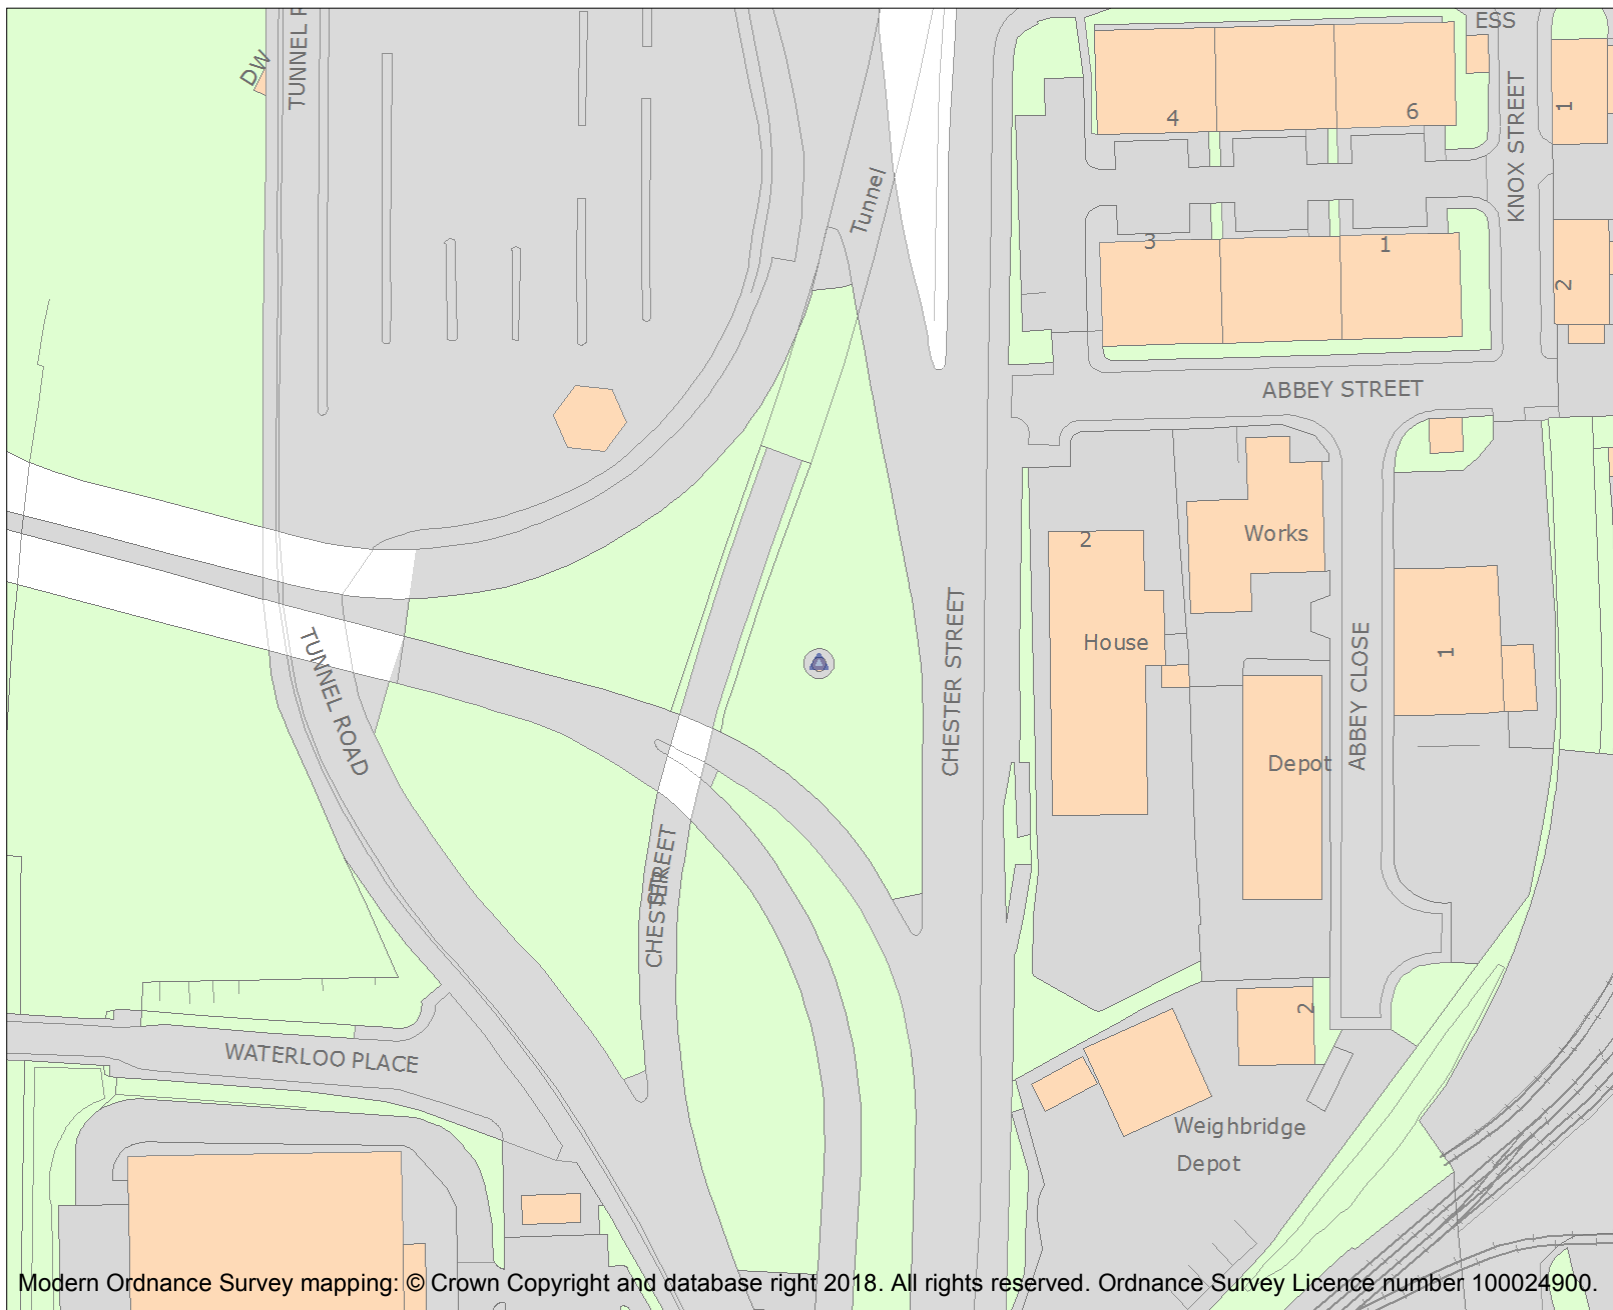 TUNNEL R
DW
ESS
4
6
1
KNOX STREET
Tunnel
3
1
2
ABBEY STREET
2
Works
House
1
CHESTER STREET
ABBEY CLOSE
TUNNEL ROAD
Depot
CHESTER STREET
2
WATERLOO PLACE
Weighbridge
Depot
Modern Ordnance Survey mapping: © Crown Copyright and database right 2018. All rights reserved. Ordnance Survey Licence number 100024900.